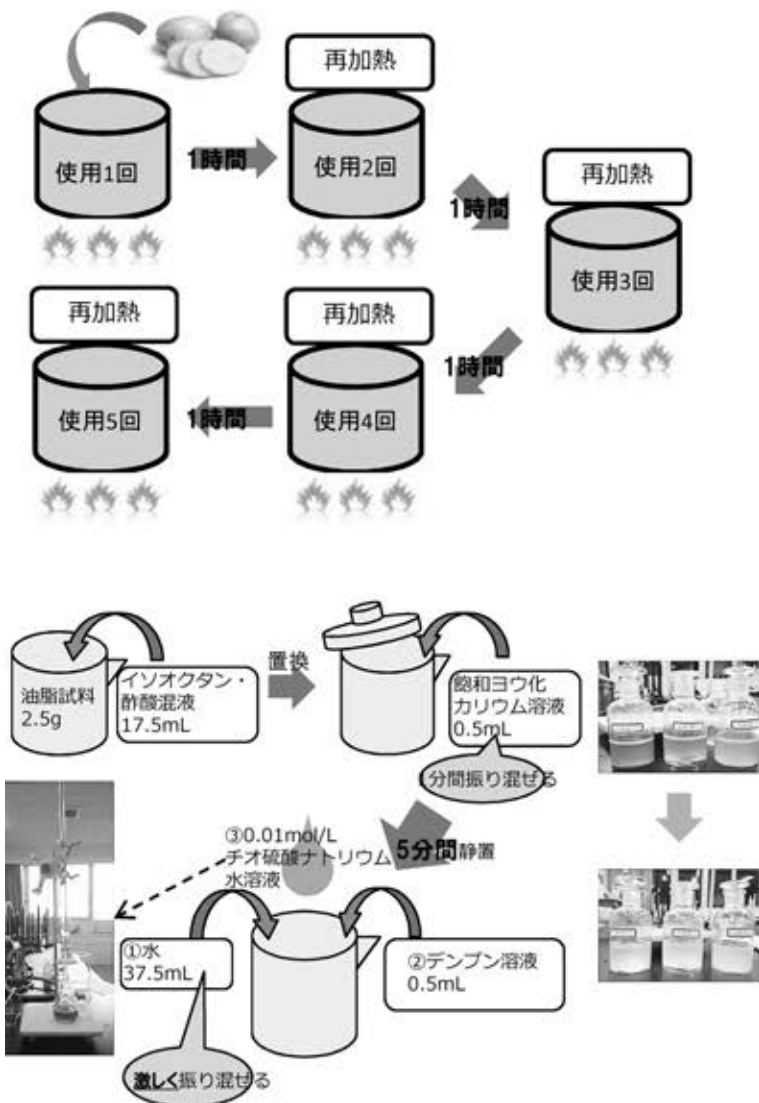 再加熱
使用1回
1時間
使用2回
再加熱
1時間
使用3回
再加熱
再加熱
1時間
使用5回
1時間
使用4回
油脂試料
2.5g
イソオクタン・
酢酸混液
17.5mL
置換
飽和ヨウ化
カリウム溶液
0.5mL
1分間振り混ぜる
③0.01mol/L
チオ硫酸ナトリウム
水溶液
5分間静置
①水
37.5mL
②デンプン溶液
0.5mL
激しく振り混ぜる